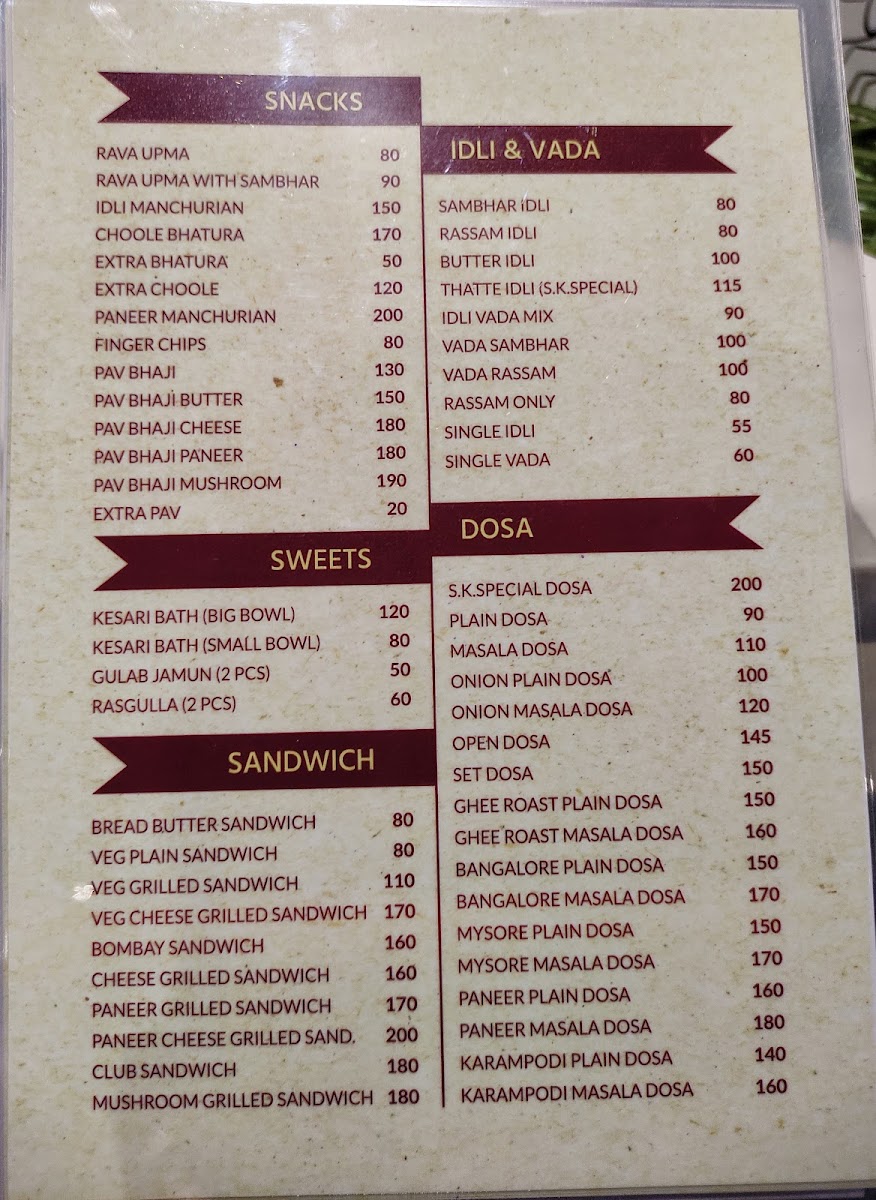 SNACKS
RAVA UPMA 80
RAVA UPMA WITH SAMBHAR 90
IDLI MANCHURIAN 150
CHOOLE BHATURA 170
EXTRA BHATURA 50
EXTRA CHOOLE 120
PANEER MANCHURIAN 200
FINGER CHIPS 80
PAV BHAJI 130
PAV BHAJI BUTTER 150
PAV BHAJI CHEESE 180
PAV BHAJI PANEER 180
PAV BHAJI MUSHROOM 190
EXTRA PAV 20
SWEETS
KESARI BATH (BIG BOWL) 120
KESARI BATH (SMALL BOWL) 80
GULAB JAMUN (2 PCS) 50
RASGULLA (2 PCS) 60
SANDWICH
BREAD BUTTER SANDWICH 80
VEG PLAIN SANDWICH 80
VEG GRILLED SANDWICH 110
VEG CHEESE GRILLED SANDWICH 170
BOMBAY SANDWICH 160
CHEESE GRILLED SANDWICH 160
PANEER GRILLED SANDWICH 170
PANEER CHEESE GRILLED SAND. 200
CLUB SANDWICH 180
MUSHROOM GRILLED SANDWICH 180
IDLI & VADA
SAMBHAR IDLI 80
RASSAM IDLI 80
BUTTER IDLI 100
THATTE IDLI (S.K.SPECIAL) 115
IDLI VADA MIX 90
VADA SAMBHAR 100
VADA RASSAM 100
RASSAM ONLY 80
SINGLE IDLI 55
SINGLE VADA 60
DOSA
S.K.SPECIAL DOSA 200
PLAIN DOSA 90
MASALA DOSA 110
ONION PLAIN DOSA 100
ONION MASALA DOSA 120
OPEN DOSA 145
SET DOSA 150
GHEE ROAST PLAIN DOSA 150
GHEE ROAST MASALA DOSA 160
BANGALORE PLAIN DOSA 150
BANGALORE MASALA DOSA 170
MYSORE PLAIN DOSA 150
MYSORE MASALA DOSA 170
PANEER PLAIN DOSA 160
PANEER MASALA DOSA 180
KARAMPODI PLAIN DOSA 140
KARAMPODI MASALA DOSA 160